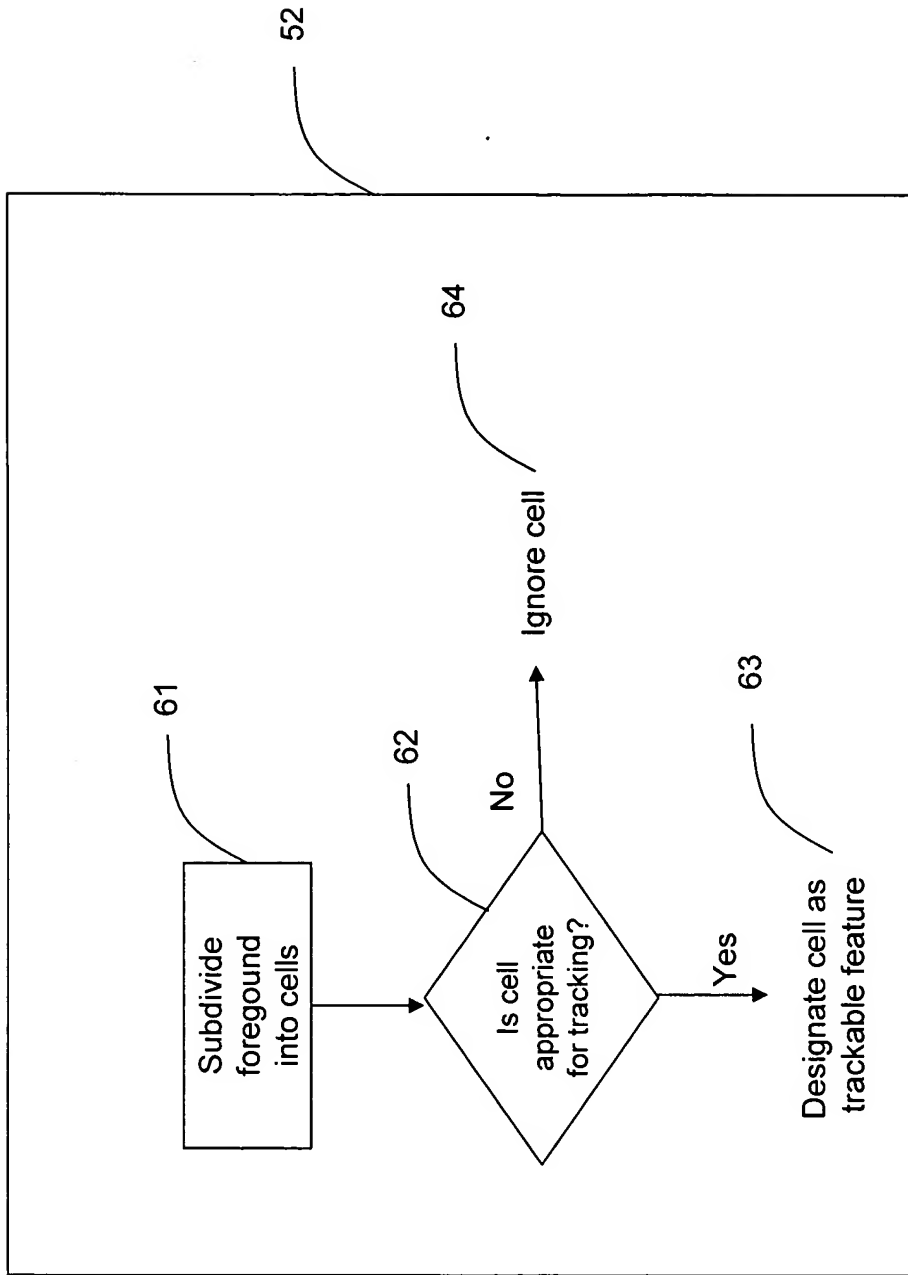 52
61
Subdivide
foregound
into cells
62
Is cell
appropriate
for tracking?
No
64
Ignore cell
Yes
63
Designate cell as
trackable feature